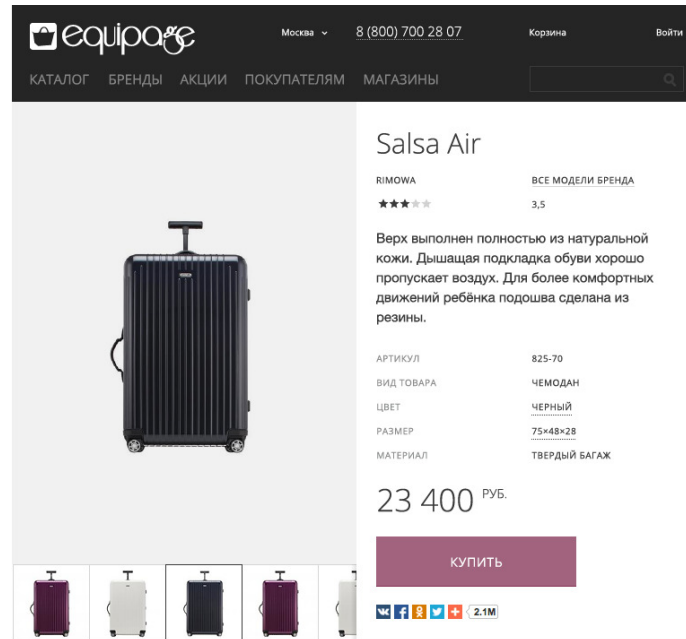 equipage
Москва
8 (800) 700 28 07
Корзина
Войти
КАТАЛОГ БРЕНДЫ АКЦИИ ПОКУПАТЕЛЯМ МАГАЗИНЫ
Salsa Air
RIMOWA ВСЕ МОДЕЛИ БРЕНДА
3,5
Верх выполнен полностью из натуральной
кожи. Дышащая подкладка обуви хорошо
пропускает воздух. Для более комфортных
движений ребёнка подошва сделана из
резины.
АРТИКУЛ 825-70
ВИД ТОВАРА ЧЕМОДАН
ЦВЕТ ЧЕРНЫЙ
РАЗМЕР 75×48×28
МАТЕРИАЛ ТВЕРДЫЙ БАГАЖ
23 400 РУБ.
КУПИТЬ
2.1M